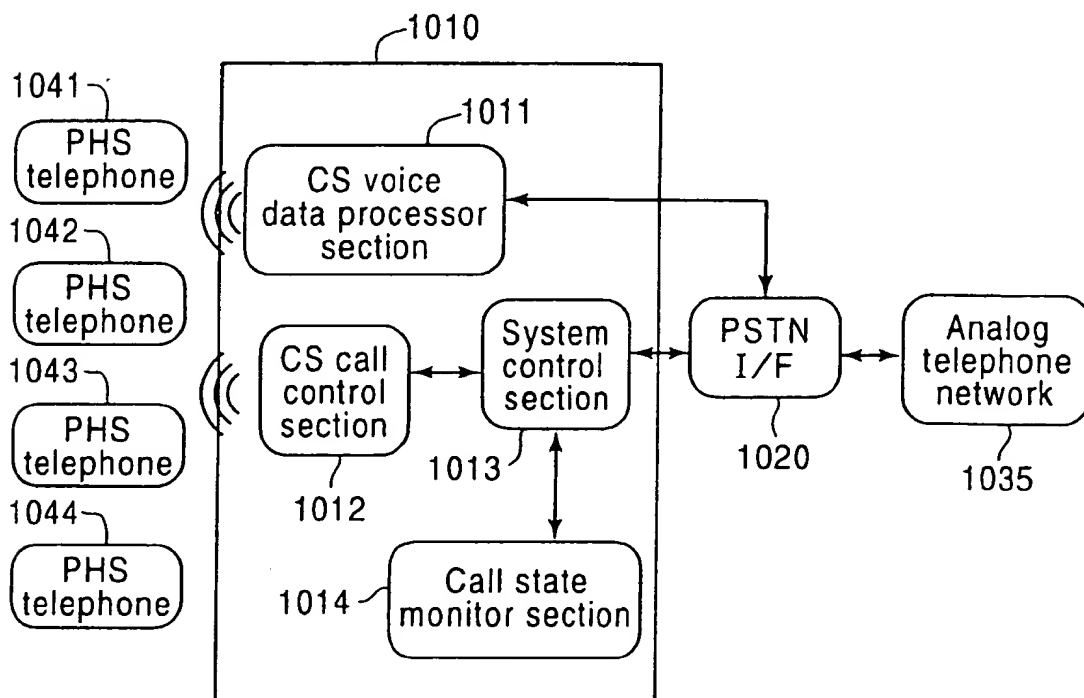 1010
1041
PHS
telephone
1011
CS voice
data processor
section
1042
PHS
telephone
System
control
section
PSTN
I/F
Analog
telephone
network
CS call
control
section
1043
PHS
telephone
1013
1020
1035
1012
1044
PHS
telephone
Call state
monitor section
1014